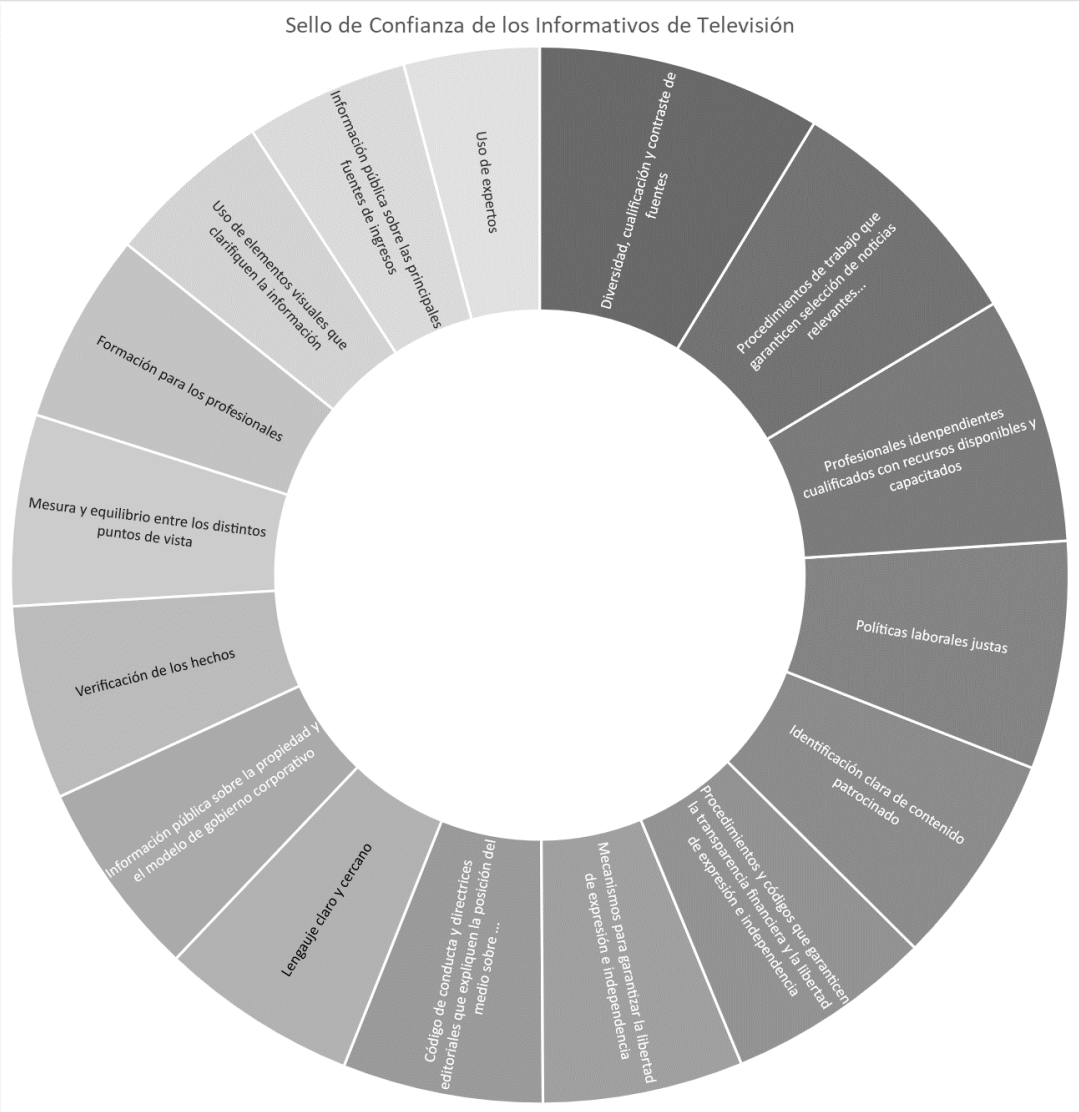 Sello de Confianza de los Informativos de Televisión
Diversidad, cualificación y contraste de
fuentes
Procedimientos de trabajo que
garanticen selección de noticias
relevantes...
Profesionales idenpendientes
cualificados con recursos disponibles y
capacitados
Políticas laborales justas
Identificación clara de contenido
patrocinado
Procedimientos y códigos que garanticen
la transparencia financiera y la libertad
de expresión e independencia
Mecanismos para garantizar la libertad
de expresión e independencia
Código de conducta y directrices
editoriales que expliquen la posición del
medio sobre ...
Lengauje claro y cercano
Información pública sobre la propiedad y
el modelo de gobierno corporativo
Verificación de los hechos
Mesura y equilibrio entre los distintos
puntos de vista
Formación para los profesionales
Uso de elementos visuales que
clarifiquen la información
Información pública sobre las principales
fuentes de ingresos
Uso de expertos